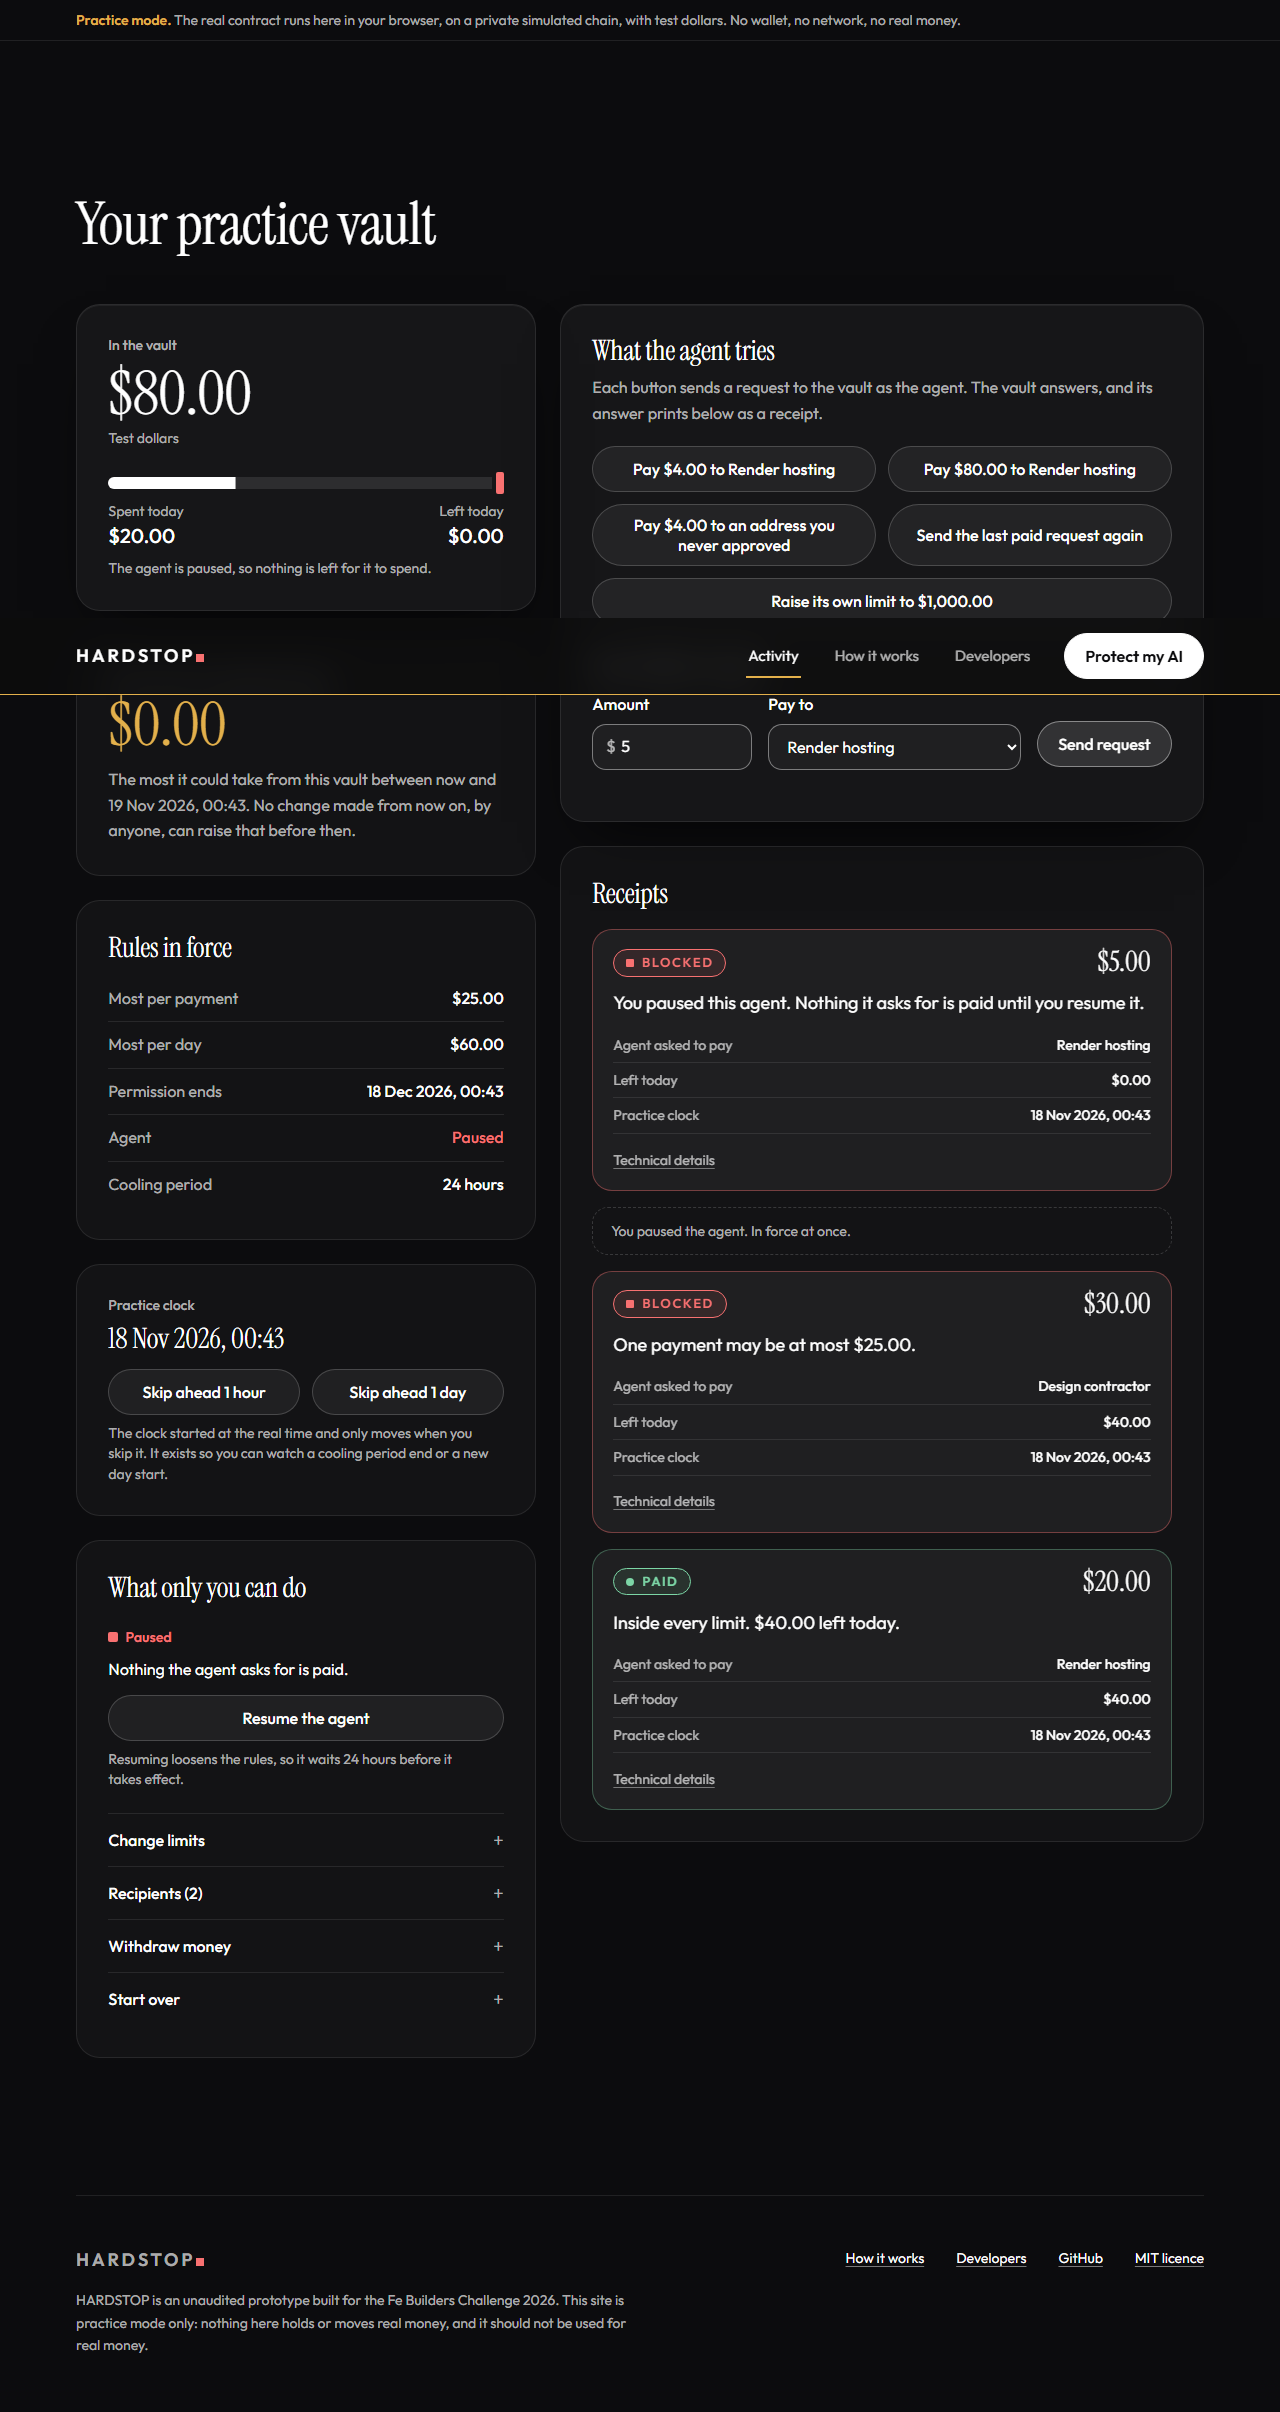 Practice mode. The real contract runs here in your browser, on a private simulated chain, with test dollars. No wallet, no network, no real money.
Your practice vault
In the vault
$80.00
Test dollars
Spent today
Left today
$20.00
$0.00
The agent is paused, so nothing is left for it to spend.
What the agent tries
Each button sends a request to the vault as the agent. The vault answers, and its
answer prints below as a receipt.
Pay $4.00 to Render hosting
Pay $80.00 to Render hosting
Pay $4.00 to an address you
never approved
Send the last paid request again
Raise its own limit to $1,000.00
HARDSTOP
Activity
How it works
Developers
Protect my AI
$0.00
The most it could take from this vault between now and
19 Nov 2026, 00:43. No change made from now on, by
anyone, can raise that before then.
Amount
Pay to
$ 5
Render hosting
Send request
Rules in force
Most per payment
$25.00
Most per day
$60.00
Permission ends
18 Dec 2026, 00:43
Agent
Paused
Cooling period
24 hours
Practice clock
18 Nov 2026, 00:43
Skip ahead 1 hour
Skip ahead 1 day
The clock started at the real time and only moves when you
skip it. It exists so you can watch a cooling period end or a new
day start.
What only you can do
Paused
Nothing the agent asks for is paid.
Resume the agent
Resuming loosens the rules, so it waits 24 hours before it
takes effect.
Change limits +
Recipients (2) +
Withdraw money +
Start over +
Receipts
BLOCKED
$5.00
You paused this agent. Nothing it asks for is paid until you resume it.
Agent asked to pay
Render hosting
Left today
$0.00
Practice clock
18 Nov 2026, 00:43
Technical details
You paused the agent. In force at once.
BLOCKED
$30.00
One payment may be at most $25.00.
Agent asked to pay
Design contractor
Left today
$40.00
Practice clock
18 Nov 2026, 00:43
Technical details
PAID
$20.00
Inside every limit. $40.00 left today.
Agent asked to pay
Render hosting
Left today
$40.00
Practice clock
18 Nov 2026, 00:43
Technical details
HARDSTOP
How it works
Developers
GitHub
MIT licence
HARDSTOP is an unaudited prototype built for the Fe Builders Challenge 2026. This site is
practice mode only: nothing here holds or moves real money, and it should not be used for
real money.